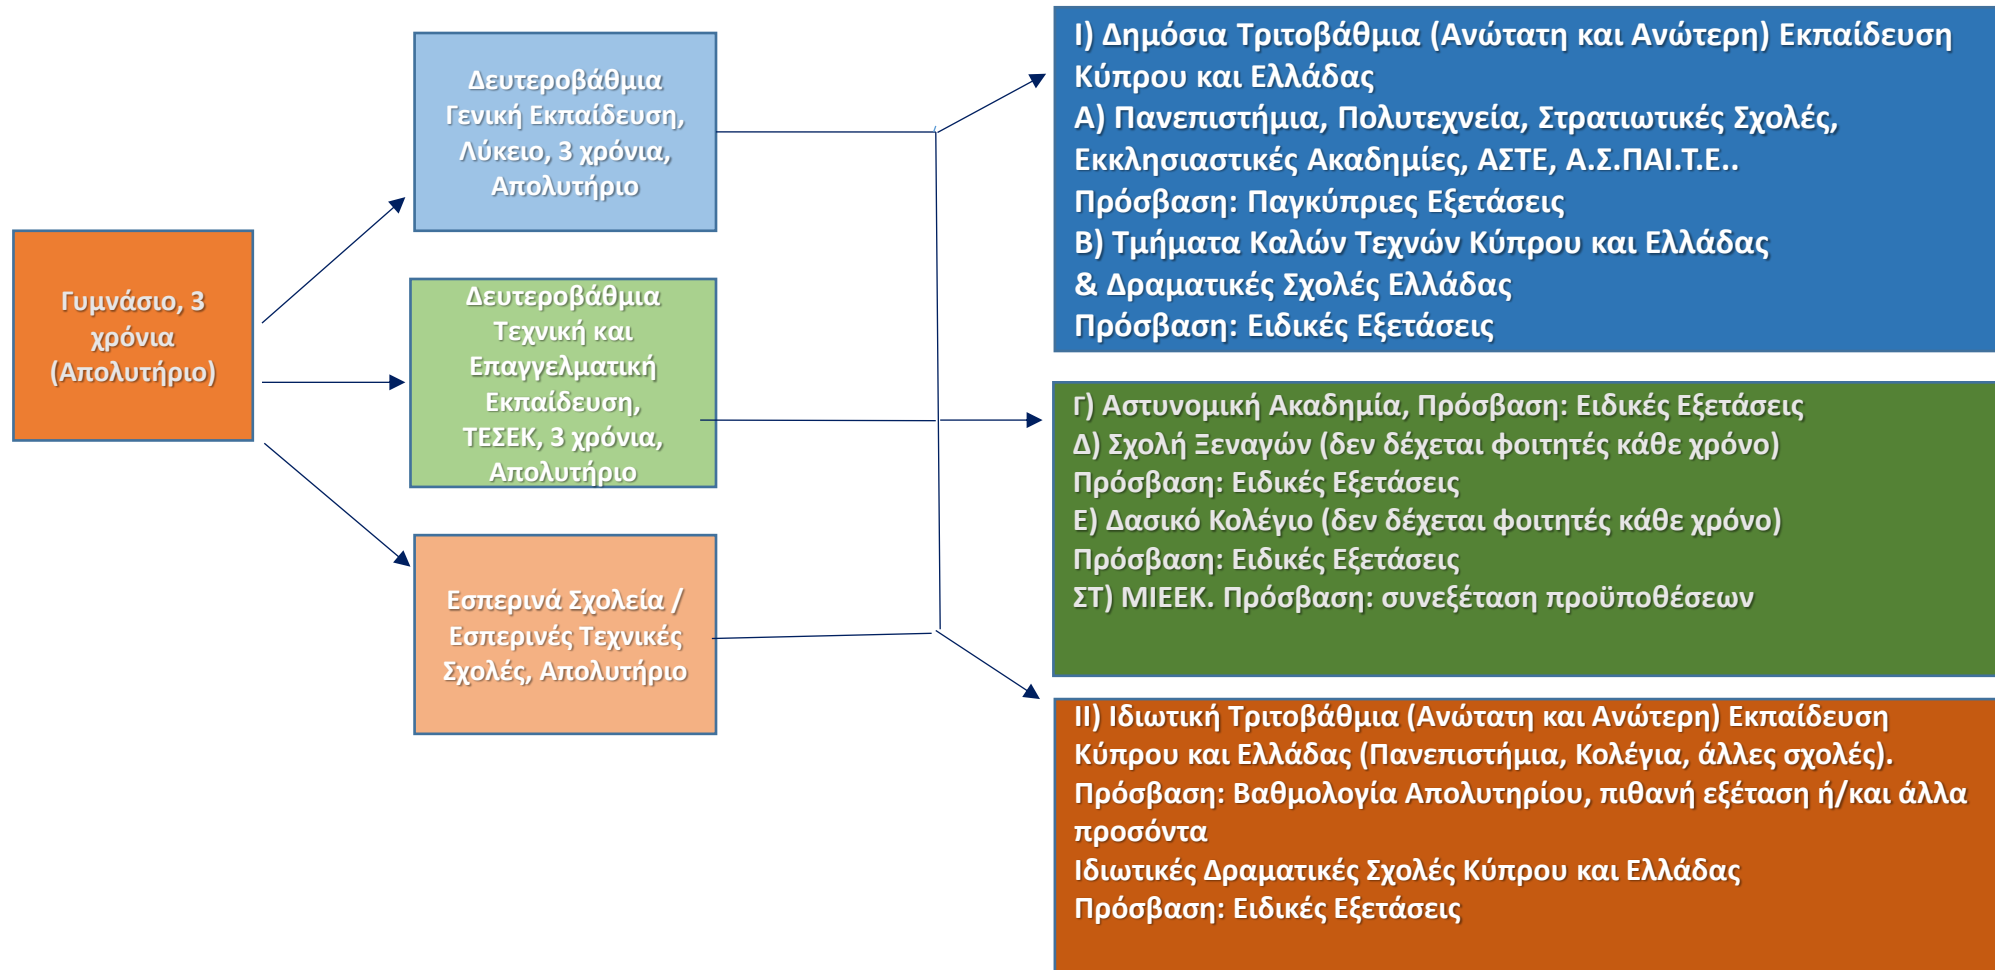 Γυμνάσιο, 3
χρόνια
(Απολυτήριο)
Δευτεροβάθμια
Γενική Εκπαίδευση,
Λύκειο, 3 χρόνια,
Απολυτήριο
Δευτεροβάθμια
Τεχνική και
Επαγγελματική
Εκπαίδευση,
ΤΕΣΕΚ, 3 χρόνια,
Απολυτήριο
Εσπερινά Σχολεία /
Εσπερινές Τεχνικές
Σχολές, Απολυτήριο
Ι) Δημόσια Τριτοβάθμια (Ανώτατη και Ανώτερη) Εκπαίδευση
Κύπρου και Ελλάδας
Α) Πανεπιστήμια, Πολυτεχνεία, Στρατιωτικές Σχολές,
Εκκλησιαστικές Ακαδημίες, ΑΣΤΕ, Α.Σ.ΠΑΙ.Τ.Ε..
Πρόσβαση: Παγκύπριες Εξετάσεις
Β) Τμήματα Καλών Τεχνών Κύπρου και Ελλάδας
& Δραματικές Σχολές Ελλάδας
Πρόσβαση: Ειδικές Εξετάσεις
Γ) Αστυνομική Ακαδημία, Πρόσβαση: Ειδικές Εξετάσεις
Δ) Σχολή Ξεναγών (δεν δέχεται φοιτητές κάθε χρόνο)
Πρόσβαση: Ειδικές Εξετάσεις
Ε) Δασικό Κολέγιο (δεν δέχεται φοιτητές κάθε χρόνο)
Πρόσβαση: Ειδικές Εξετάσεις
ΣΤ) ΜΙΕΕΚ. Πρόσβαση: συνεξέταση προϋποθέσεων
ΙΙ) Ιδιωτική Τριτοβάθμια (Ανώτατη και Ανώτερη) Εκπαίδευση
Κύπρου και Ελλάδας (Πανεπιστήμια, Κολέγια, άλλες σχολές).
Πρόσβαση: Βαθμολογία Απολυτηρίου, πιθανή εξέταση ή/και άλλα
προσόντα
Ιδιωτικές Δραματικές Σχολές Κύπρου και Ελλάδας
Πρόσβαση: Ειδικές Εξετάσεις